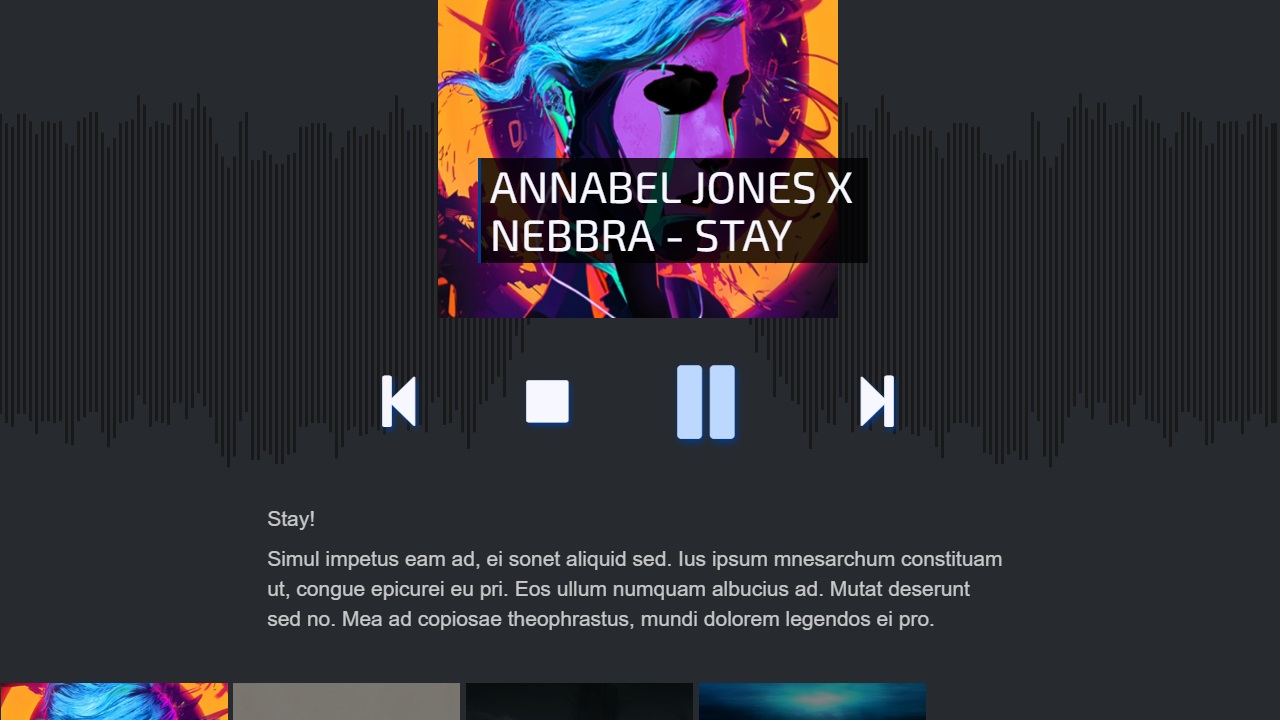 ANNABEL JONES X
NEBBRA - STAY
Stay!
Simul impetus eam ad, ei sonet aliquid sed. Ius ipsum mnesarchum constituam
ut, congue epicurei eu pri. Eos ullum numquam albucius ad. Mutat deserunt
sed no. Mea ad copiosae theophrastus, mundi dolorem legendos ei pro.